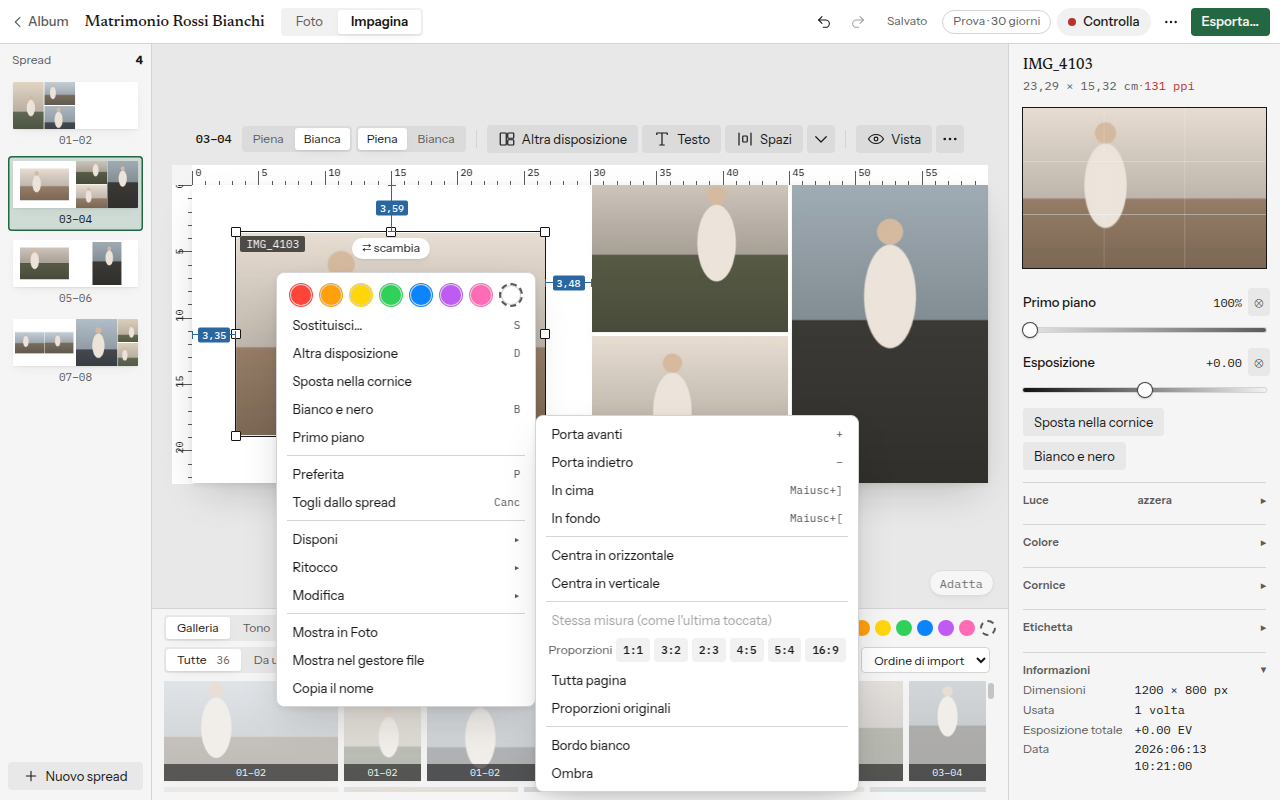 Album
Matrimonio Rossi Bianchi
Foto
Impagina
Salvato
Prova·30 giorni
Controlla
Esporta…
Spread 4
01–02
03–04
05–06
07–08
Nuovo spread
03–04
Piena
Bianca
Piena
Bianca
Altra disposizione
Testo
Spazi
Vista
0 5 10 15 20 25 30 35 40 45 50 55
5
10
15
20
3,59
IMG_4103
scambia
3,48
3,35
Sostituisci… S
Altra disposizione D
Sposta nella cornice
Bianco e nero B
Primo piano
Preferita P
Togli dallo spread Canc
Disponi
Ritocco
Modifica
Mostra in Foto
Mostra nel gestore file
Copia il nome
Porta avanti +
Porta indietro −
In cima Maiusc+]
In fondo Maiusc+[
Centra in orizzontale
Centra in verticale
Stessa misura (come l'ultima toccata)
Proporzioni 1:1 3:2 2:3 4:5 5:4 16:9
Tutta pagina
Proporzioni originali
Bordo bianco
Ombra
Adatta
Galleria
Tono
Tutte 36
Ordine di import
01–02
01–02
01–02
03–04
IMG_4103
23,29 × 15,32 cm·131 ppi
Primo piano 100%
Esposizione +0.00
Sposta nella cornice
Bianco e nero
Luce azzera
Colore
Cornice
Etichetta
Informazioni
Dimensioni 1200 × 800 px
Usata 1 volta
Esposizione totale +0.00 EV
Data 2026:06:13
10:21:00